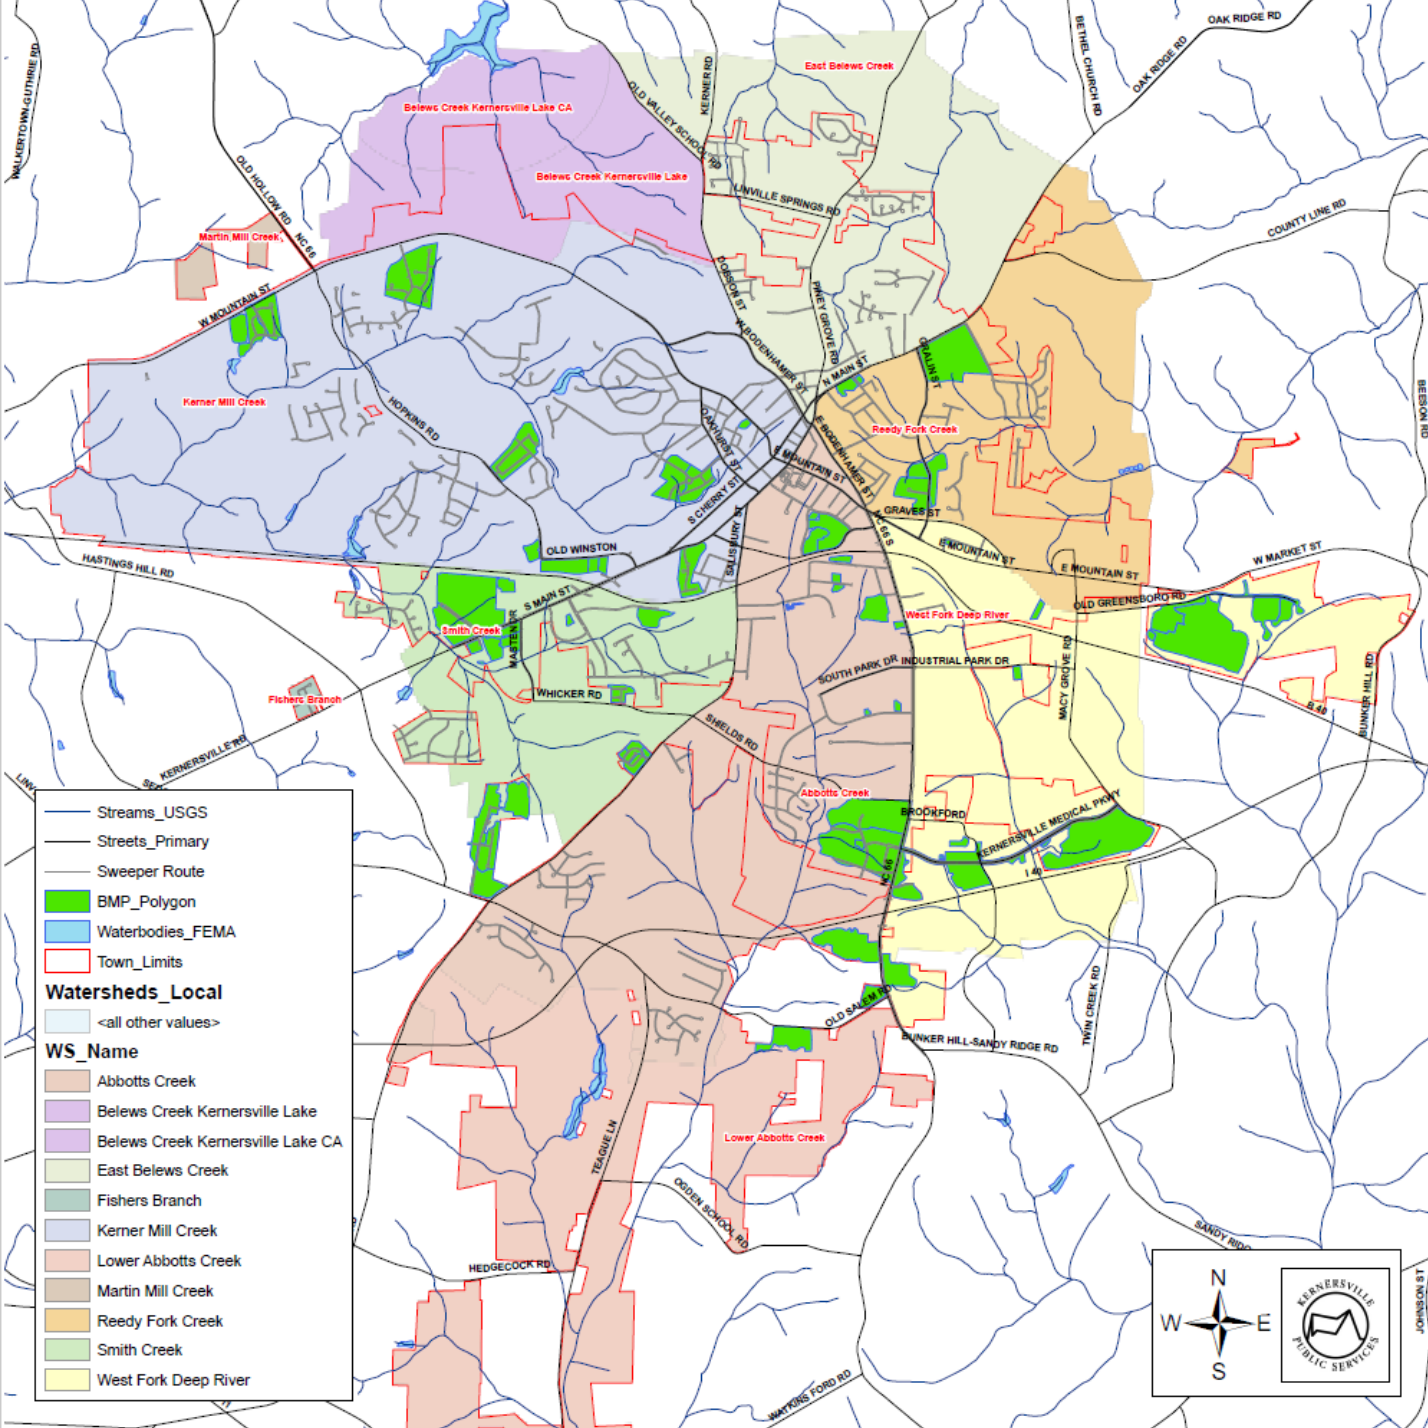 OAK RIDGE RD
BETHEL CHURCH RD
OAK RIDGE RD
WALKERTOWN-GUTHRIE RD
KERNER RD
East Belews Creek
OLD VALLEY SCHOOL RD
Belews Creek Kernersville Lake CA
Belews Creek Kernersville Lake
LINVILLE SPRINGS RD
OLD HOLLOW RD
NC 66
COUNTY LINE RD
Martin Mill Creek
W MOUNTAIN ST
DOBSON ST
PINEY GROVE RD
W BODENHAMER ST
N MAIN ST
GRALIN ST
BEESON RD
Kerner Mill Creek
HOPKINS RD
OAKHURST ST
E BODENHAMER ST
Reedy Fork Creek
E MOUNTAIN ST
S CHERRY ST
GRAVES ST
NC 66 S
SALISBURY ST
OLD WINSTON
E MOUNTAIN ST
E MOUNTAIN ST
W MARKET ST
HASTINGS HILL RD
S MAIN ST
OLD GREENSBORO RD
Smith Creek
MASTEN DR
West Fork Deep River
SOUTH PARK DR
INDUSTRIAL PARK DR
MACY GROVE RD
BUNKER HILL RD
Fishers Branch
WHICKER RD
B 40
SHIELDS RD
KERNERSVILLE RD
Abbotts Creek
BROOKFORD
KERNERSVILLE MEDICAL PKWY
NC 66
I 40
Streams_USGS
Streets_Primary
Sweeper Route
BMP_Polygon
Waterbodies_FEMA
Town_Limits
Watersheds_Local
<all other values>
WS_Name
Abbotts Creek
Belews Creek Kernersville Lake
Belews Creek Kernersville Lake CA
East Belews Creek
Fishers Branch
Kerner Mill Creek
Lower Abbotts Creek
Martin Mill Creek
Reedy Fork Creek
Smith Creek
West Fork Deep River
OLD SALEM RD
TWIN CREEK RD
BUNKER HILL-SANDY RIDGE RD
Lower Abbotts Creek
TEAGUE LN
OGDEN SCHOOL RD
HEDGECOCK RD
SANDY RIDG
JOHNSON ST
WATKINS FORD RD
N
W E
S
KERNERSVILLE
PUBLIC SERVICES